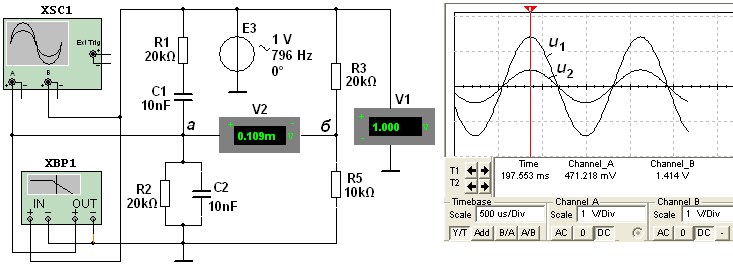 XSC1
Ext Trig
A
B
R1
20kΩ
C1
10nF
E3
1 V
796 Hz
0°
R3
20kΩ
V2
0.109m
а
б
V1
1.000
XBP1
IN
OUT
R2
20kΩ
C2
10nF
R5
10kΩ
1
u1
u2
T1
T2
Time
Channel_A
Channel_B
197.553 ms
471.218 mV
1.414 V
Timebase
Scale 500 us/Div
Y/T Add B/A A/B
Channel A
Scale 1 V/Div
AC 0 DC
Channel B
Scale 1 V/Div
AC 0 DC -